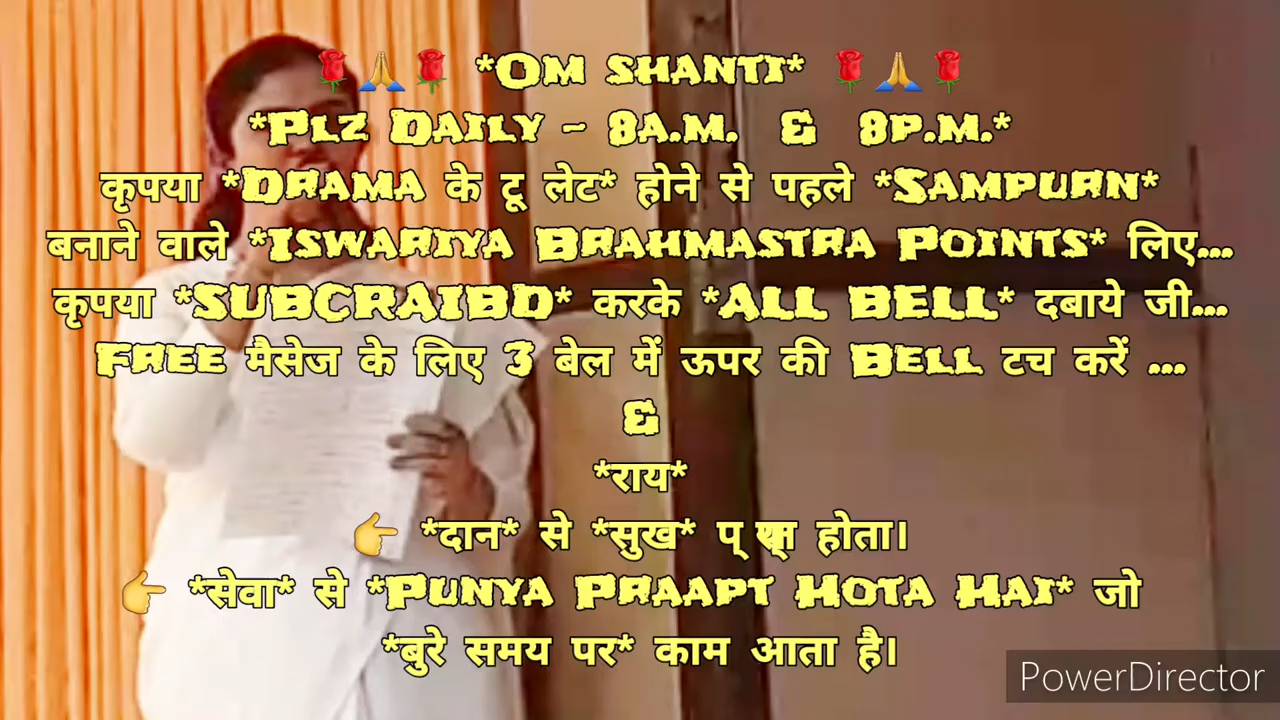 🌹🙏🌹 *Om shanti* 🌹🙏🌹
*Plz Daily - 8a.m. & 8p.m.*
कृपया *Drama के टू लेट* होने से पहले *Sampurn*
बनाने वाले *Iswariya Brahmastra Points* लिए...
कृपया *SUBCRAIBD* करके *ALL BELL* दबाये जी...
Free मैसेज के लिए 3 बेल में ऊपर की Bell टच करें ...
&
*राय*
👉 *दान* से *सुख* होता।
👉 *सेवा* से *Punya Praapt Hota Hai* जो
*बुरे समय पर* काम आता है।
PowerDirector